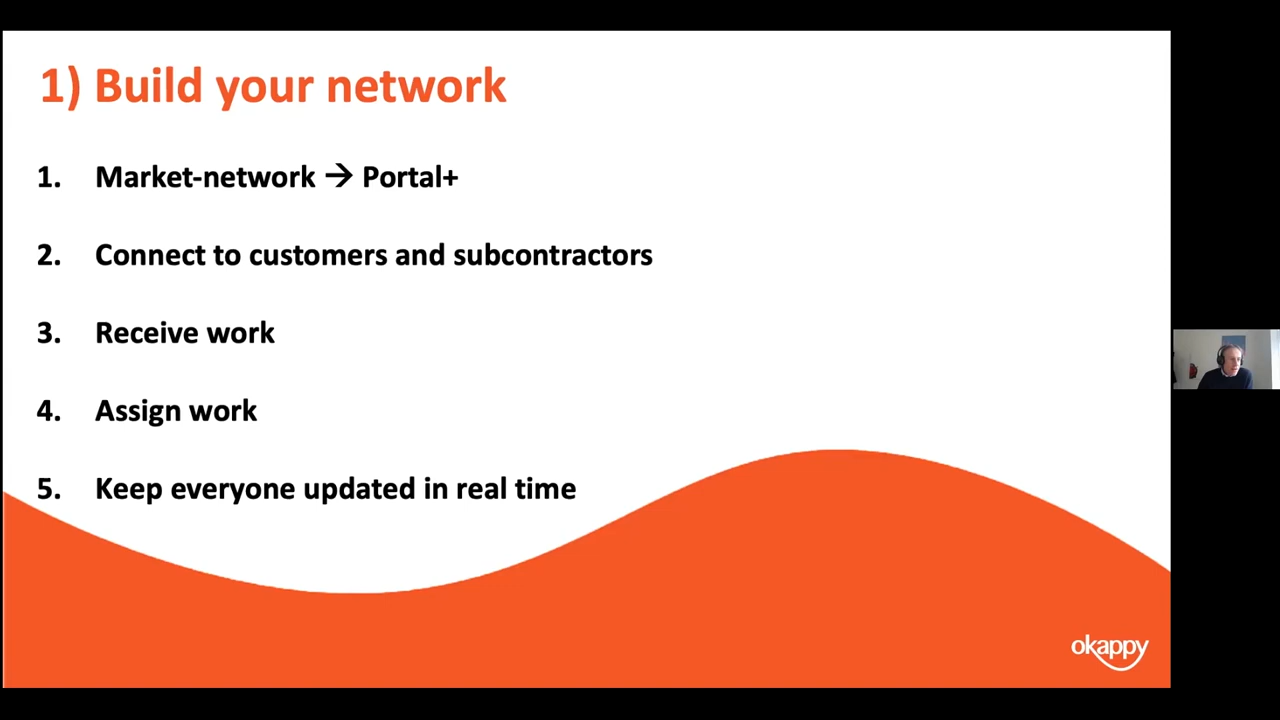 1) Build your network
1. Market-network → Portal+
2. Connect to customers and subcontractors
3. Receive work
4. Assign work
5. Keep everyone updated in real time
okappy